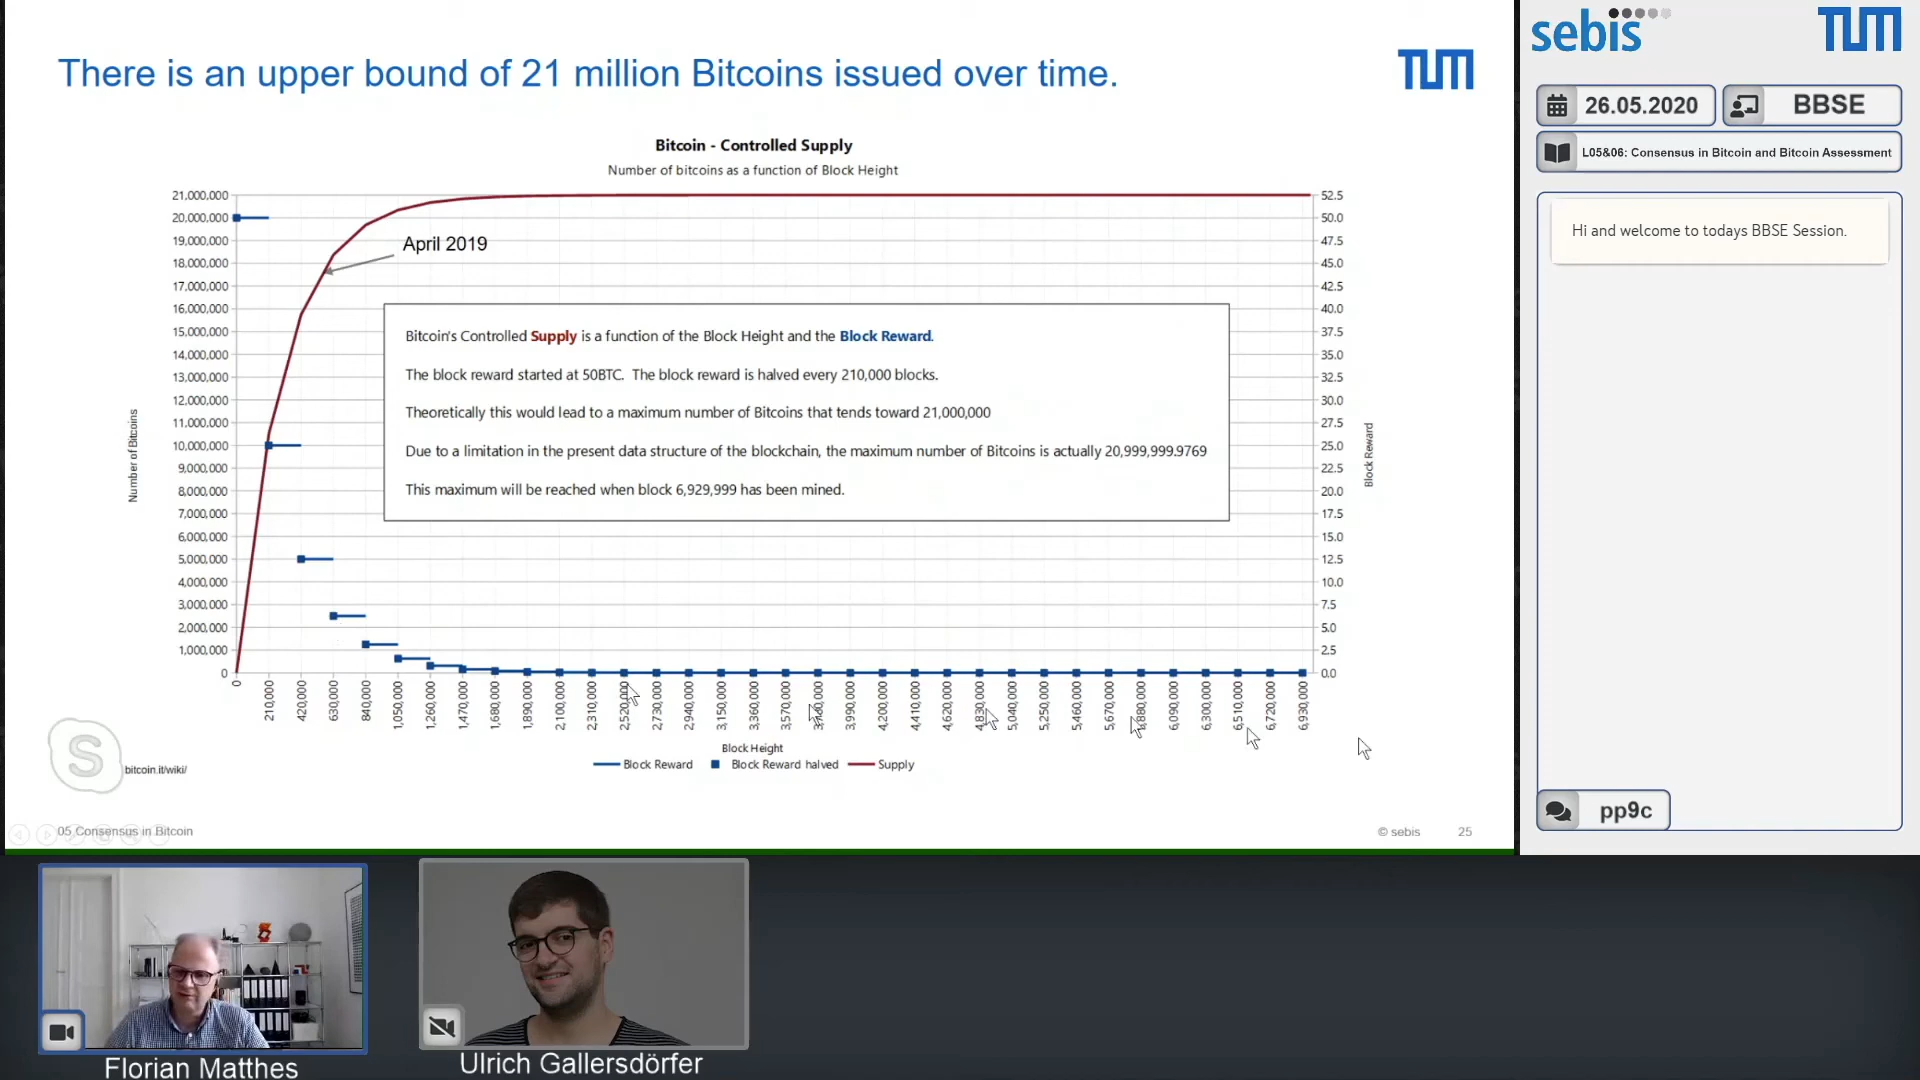 There is an upper bound of 21 million Bitcoins issued over time.
TUM
Bitcoin - Controlled Supply
Number of bitcoins as a function of Block Height
21,000,000
20,000,000
19,000,000
18,000,000
17,000,000
16,000,000
15,000,000
14,000,000
13,000,000
12,000,000
11,000,000
10,000,000
9,000,000
8,000,000
7,000,000
6,000,000
5,000,000
4,000,000
3,000,000
2,000,000
1,000,000
0
Number of Bitcoins
April 2019
Bitcoin's Controlled Supply is a function of the Block Height and the Block Reward.
The block reward started at 50BTC. The block reward is halved every 210,000 blocks.
Theoretically this would lead to a maximum number of Bitcoins that tends toward 21,000,000
Due to a limitation in the present data structure of the blockchain, the maximum number of Bitcoins is actually 20,999,999.9769
This maximum will be reached when block 6,929,999 has been mined.
52.5
50.0
47.5
45.0
42.5
40.0
37.5
35.0
32.5
30.0
27.5
25.0
22.5
20.0
17.5
15.0
12.5
10.0
7.5
5.0
2.5
0.0
Block Reward
0
210,000
420,000
630,000
840,000
1,050,000
1,260,000
1,470,000
1,680,000
1,890,000
2,100,000
2,310,000
2,520,000
2,730,000
2,940,000
3,150,000
3,360,000
3,570,000
3,990,000
4,200,000
4,410,000
4,620,000
4,830,000
5,040,000
5,250,000
5,460,000
5,670,000
6,090,000
6,300,000
6,510,000
6,720,000
6,930,000
Block Height
Block Reward
Block Reward halved
Supply
bitcoin.it/wiki/
05 Consensus in Bitcoin
© sebis
25
sebis
TUM
26.05.2020
BBSE
L05&06: Consensus in Bitcoin and Bitcoin Assessment
Hi and welcome to todays BBSE Session.
pp9c
Florian Matthes
Ulrich Gallersdörfer